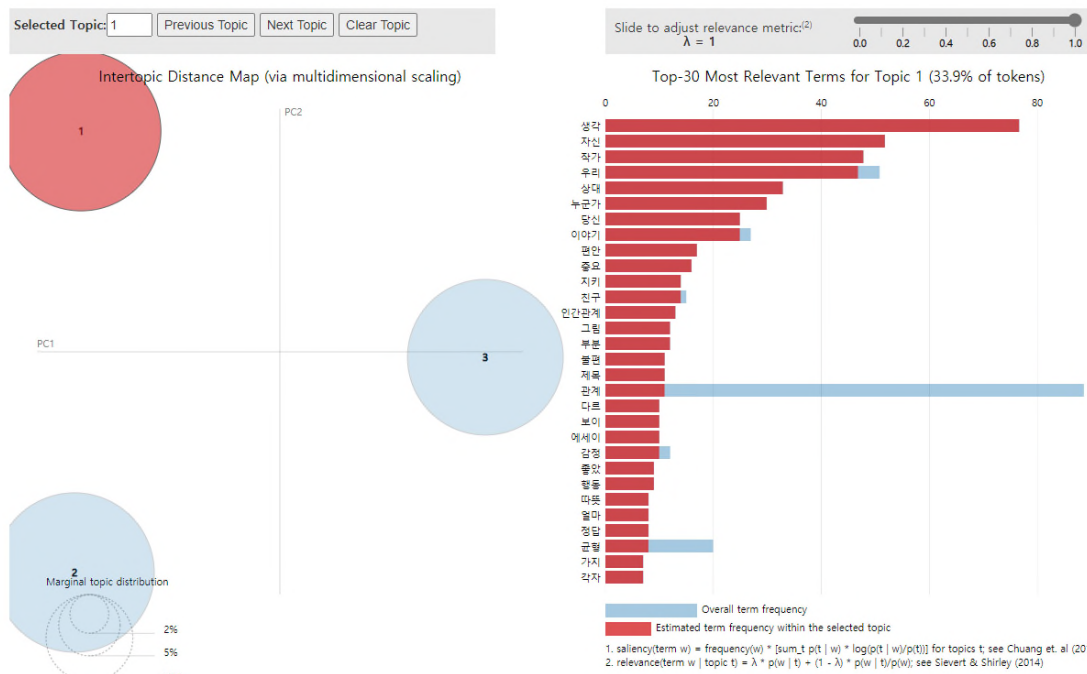 Selected Topic: 1 Previous Topic Next Topic Clear Topic
Slide to adjust relevance metric:(2)
λ = 1
0.0 0.2 0.4 0.6 0.8 1.0
Intertopic Distance Map (via multidimensional scaling)
PC2
PC1
1
3
2
Marginal topic distribution
2%
5%
Top-30 Most Relevant Terms for Topic 1 (33.9% of tokens)
0 20 40 60 80
생각
자신
작가
우리
상대
누군가
당신
이야기
편안
중요
지키
친구
인간관계
그림
부분
불편
제목
관계
다르
보이
에세이
감정
좋았
행동
따뜻
얼마
정답
균형
가지
각자
Overall term frequency
Estimated term frequency within the selected topic
1. saliency(term w) = frequency(w) * [sum_t p(t | w) * log(p(t | w)/p(t))] for topics t; see Chuang et. al (20
2. relevance(term w | topic t) = λ * p(w | t) + (1 - λ) * p(w | t)/p(w); see Sievert & Shirley (2014)